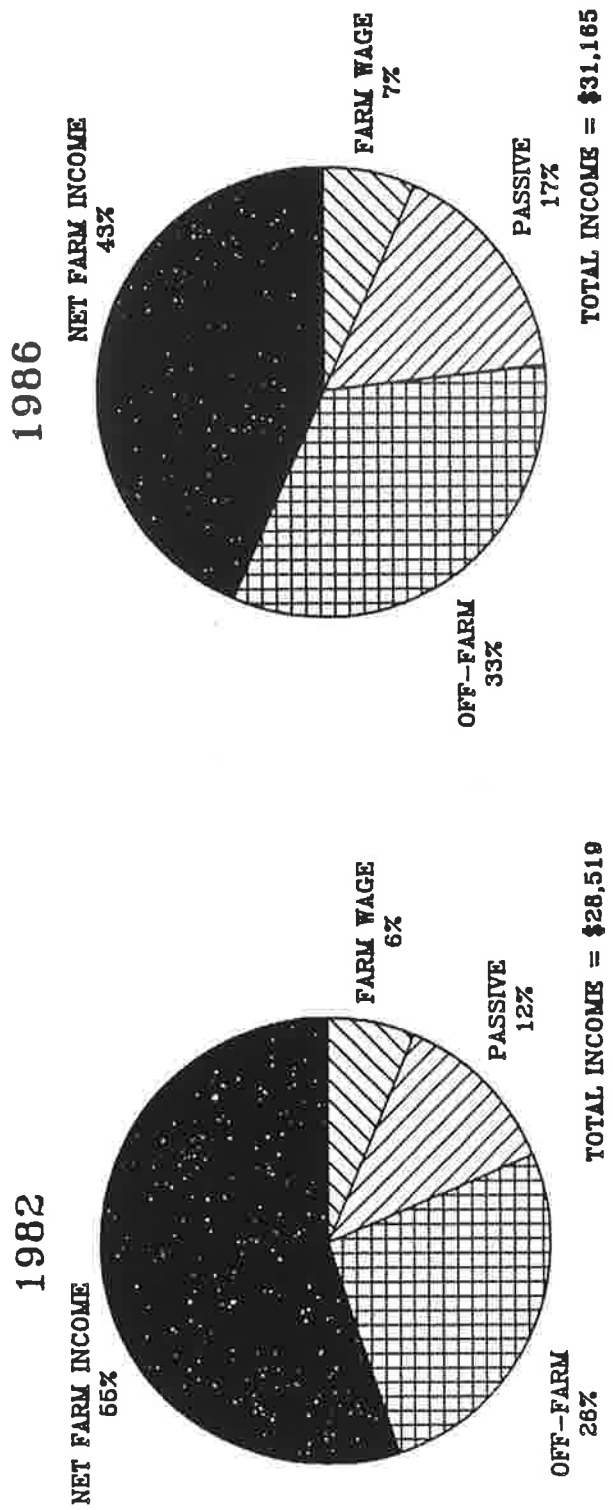 1982
NET FARM INCOME
55%
FARM WAGE
6%
PASSIVE
12%
OFF-FARM
26%
TOTAL INCOME = $28,519
1986
NET FARM INCOME
43%
FARM WAGE
7%
PASSIVE
17%
OFF-FARM
33%
TOTAL INCOME = $31,165